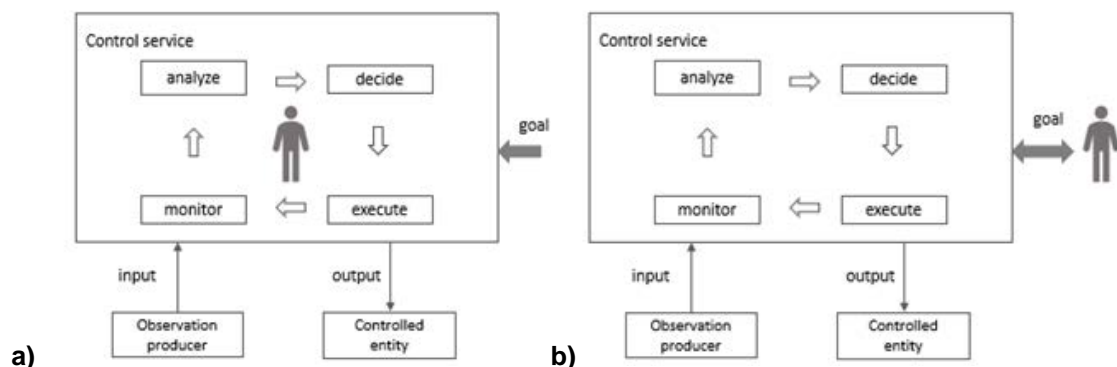 Control service
analyze
decide
goal
monitor
execute
input
output
Observation
producer
Controlled
entity
a)
Control service
analyze
decide
goal
monitor
execute
input
output
Observation
producer
Controlled
entity
b)